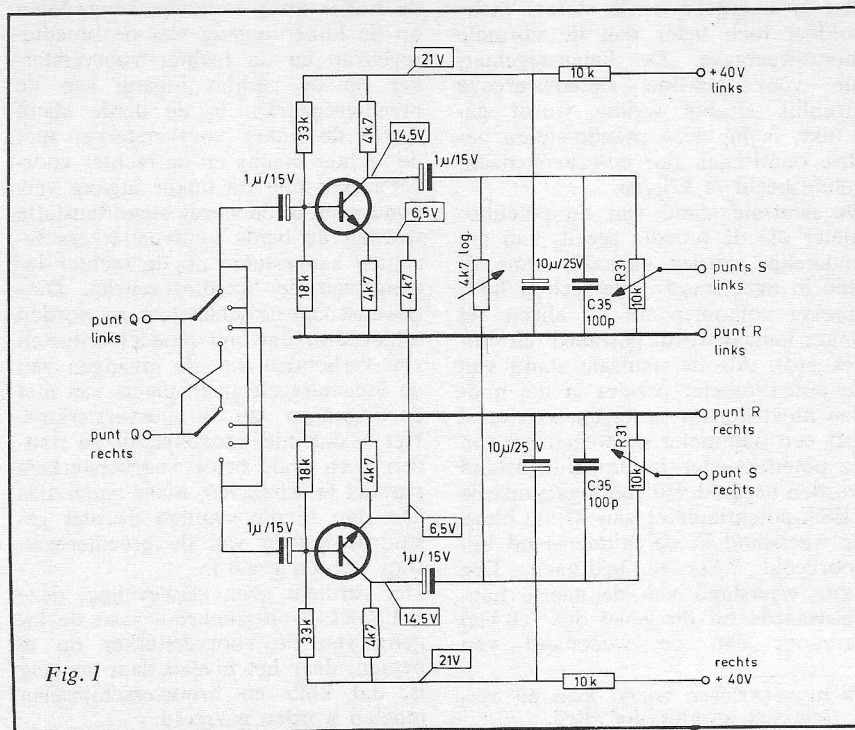 21V
10 k
+ 40V
links
33k
4k7
14,5V
1µ/15V
1µ/15V
6,5V
4k7 log.
10µ/25V
C35
100p
R31
10k
punt S
links
18k
4k7
4k7
punt Q
links
punt R
links
punt Q
rechts
punt R
rechts
18k
4k7
10µ/25 V
C35
100p
R31
10k
punt S
rechts
6,5V
1µ/15V
1µ/ 15V
14,5V
33k
4k7
21V
10k
rechts
+ 40V
Fig. 1